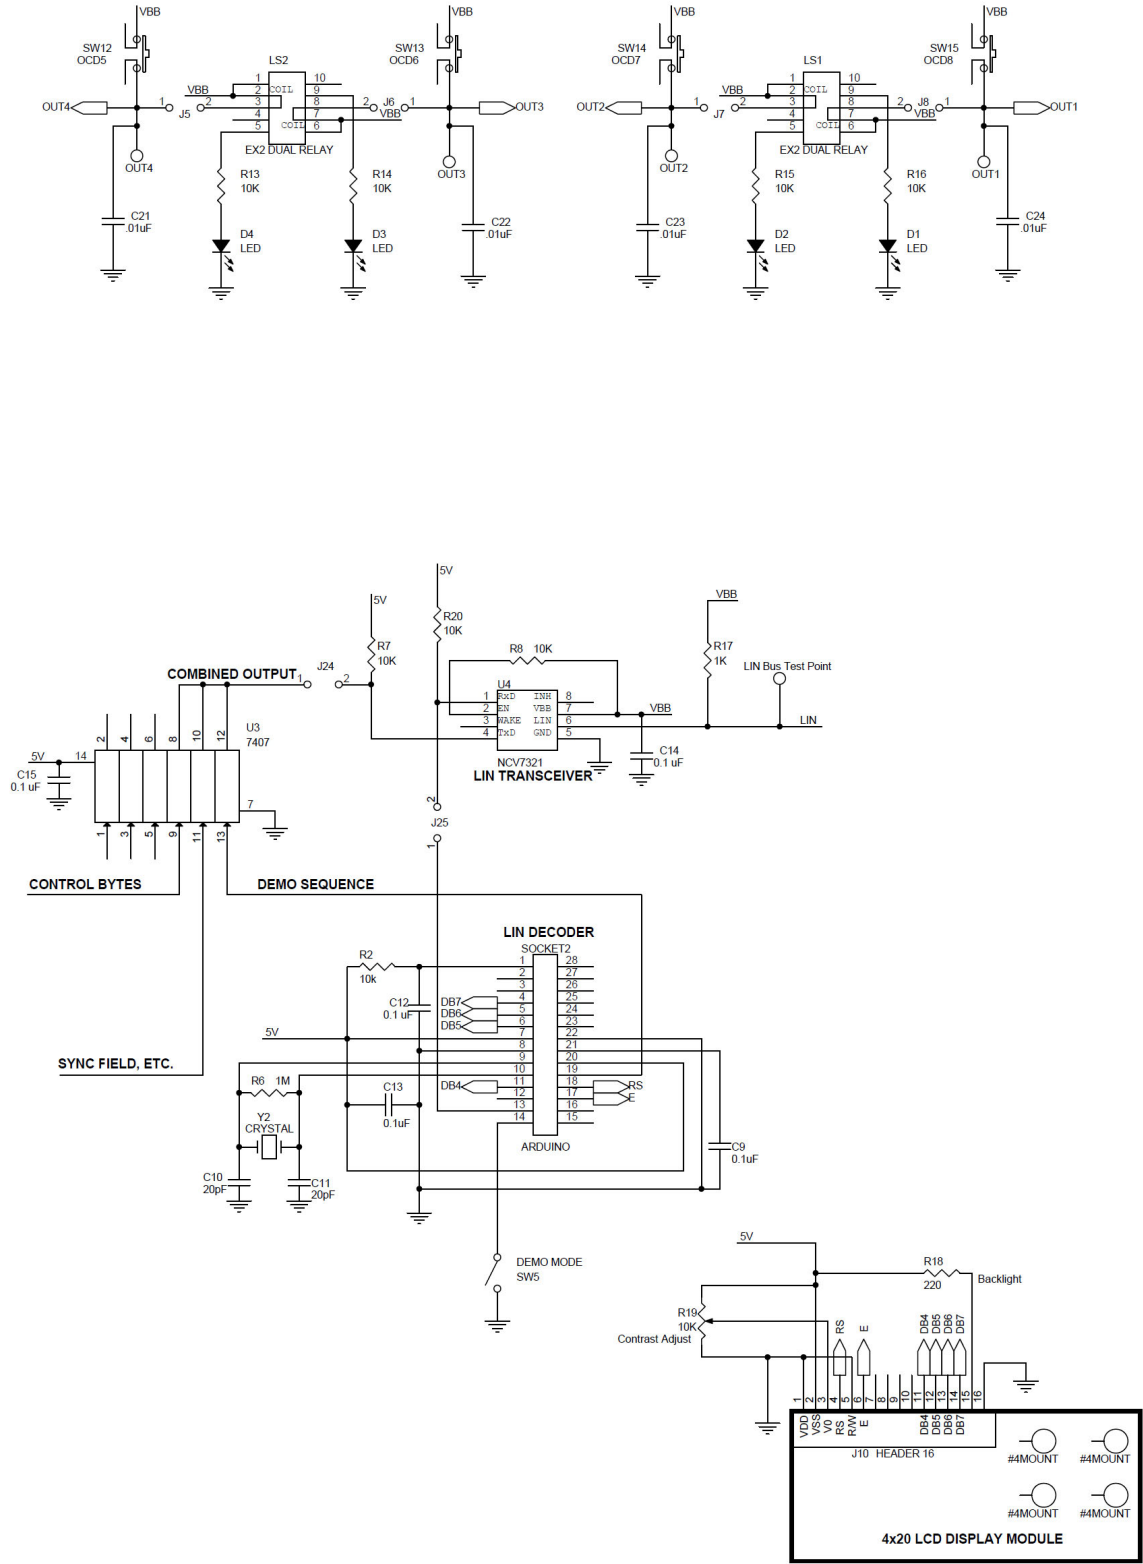 VBB
SW12
OCD5
LS2
VBB
SW13
OCD6
VBB
SW14
OCD7
LS1
VBB
SW15
OCD8
OUT4
1
J5
2
VBB
1
2
3
4
5
COIL
COIL
10
9
8
7
6
EX2 DUAL RELAY
2
J6
1
VBB
OUT3
OUT4
OUT3
R13
10K
R14
10K
C21
.01uF
D4
LED
D3
LED
C22
.01uF
OUT2
1
J7
2
VBB
1
2
3
4
5
COIL
COIL
10
9
8
7
6
EX2 DUAL RELAY
2
J8
1
VBB
OUT1
OUT2
OUT1
R15
10K
R16
10K
C23
.01uF
D2
LED
D1
LED
C24
.01uF
5V
5V
R20
10K
R7
10K
VBB
R17
1K
LIN Bus Test Point
R8 10K
COMBINED OUTPUT
1
J24
2
U4
1
2
3
4
RxD
EN
WAKE
TxD
INH
VBB
LIN
GND
8
7
6
5
VBB
LIN
NCV7321
LIN TRANSCEIVER
C14
0.1 uF
2
4
6
8
10
12
U3
7407
5V
14
C15
0.1 uF
7
1
3
5
9
11
13
2
J25
1
CONTROL BYTES
DEMO SEQUENCE
LIN DECODER
SOCKET2
R2
10k
C12
0.1 uF
DB7
DB6
DB5
5V
DB4
1
2
3
4
5
6
7
8
9
10
11
12
13
14
28
27
26
25
24
23
22
21
20
19
18
17
16
15
RS
E
ARDUINO
SYNC FIELD, ETC.
R6 1M
Y2
CRYSTAL
C13
0.1uF
C9
0.1uF
C10
20pF
C11
20pF
DEMO MODE
SW5
5V
R18
220
Backlight
R19
10K
Contrast Adjust
RS
E
DB4
DB5
DB6
DB7
1
2
3
4
5
6
7
8
9
10
11
12
13
14
15
16
VDD
VSS
V0
RS
R/W
E
DB4
DB5
DB6
DB7
J10 HEADER 16
#4MOUNT
#4MOUNT
#4MOUNT
#4MOUNT
4x20 LCD DISPLAY MODULE